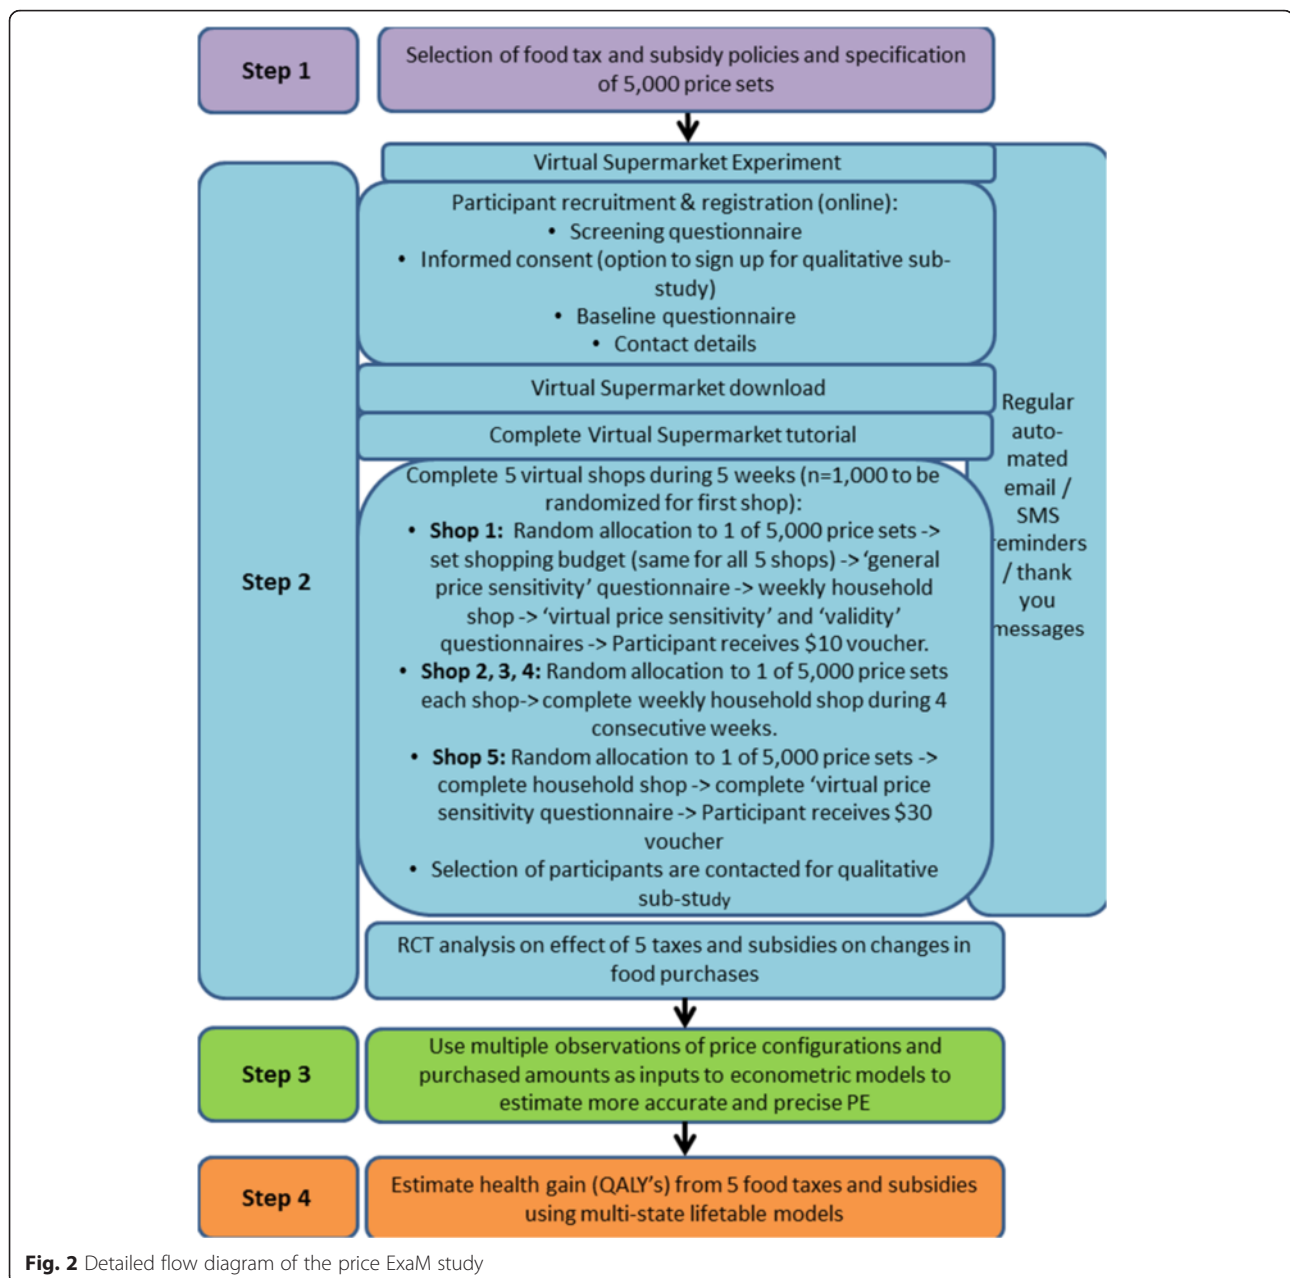 Step 1
Selection of food tax and subsidy policies and specification
of 5,000 price sets
Step 2
Virtual Supermarket Experiment
Participant recruitment & registration (online):
• Screening questionnaire
• Informed consent (option to sign up for qualitative sub-
study)
• Baseline questionnaire
• Contact details
Virtual Supermarket download
Complete Virtual Supermarket tutorial
Complete 5 virtual shops during 5 weeks (n=1,000 to be
randomized for first shop):
• Shop 1: Random allocation to 1 of 5,000 price sets ->
set shopping budget (same for all 5 shops) -> ‘general
price sensitivity’ questionnaire -> weekly household
shop -> ‘virtual price sensitivity’ and ‘validity’
questionnaires -> Participant receives $10 voucher.
• Shop 2, 3, 4: Random allocation to 1 of 5,000 price sets
each shop-> complete weekly household shop during 4
consecutive weeks.
• Shop 5: Random allocation to 1 of 5,000 price sets ->
complete household shop -> complete ‘virtual price
sensitivity questionnaire -> Participant receives $30
voucher
• Selection of participants are contacted for qualitative
sub-study
Regular
auto-
mated
email /
SMS
reminders
/ thank
you
messages
RCT analysis on effect of 5 taxes and subsidies on changes in
food purchases
Step 3
Use multiple observations of price configurations and
purchased amounts as inputs to econometric models to
estimate more accurate and precise PE
Step 4
Estimate health gain (QALY’s) from 5 food taxes and subsidies
using multi-state lifetable models
Fig. 2 Detailed flow diagram of the price ExaM study